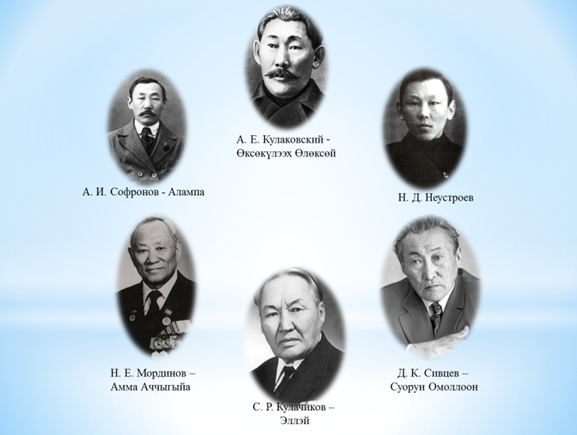 А. Е. Кулаковский -
Өксөкүлээх Өлөксөй
А. И. Софронов - Алампа
Н. Д. Неустроев
Н. Е. Мординов –
Амма Аччыгыйа
Д. К. Сивцев –
Суорун Омоллоон
С. Р. Кулачиков –
Эллэй